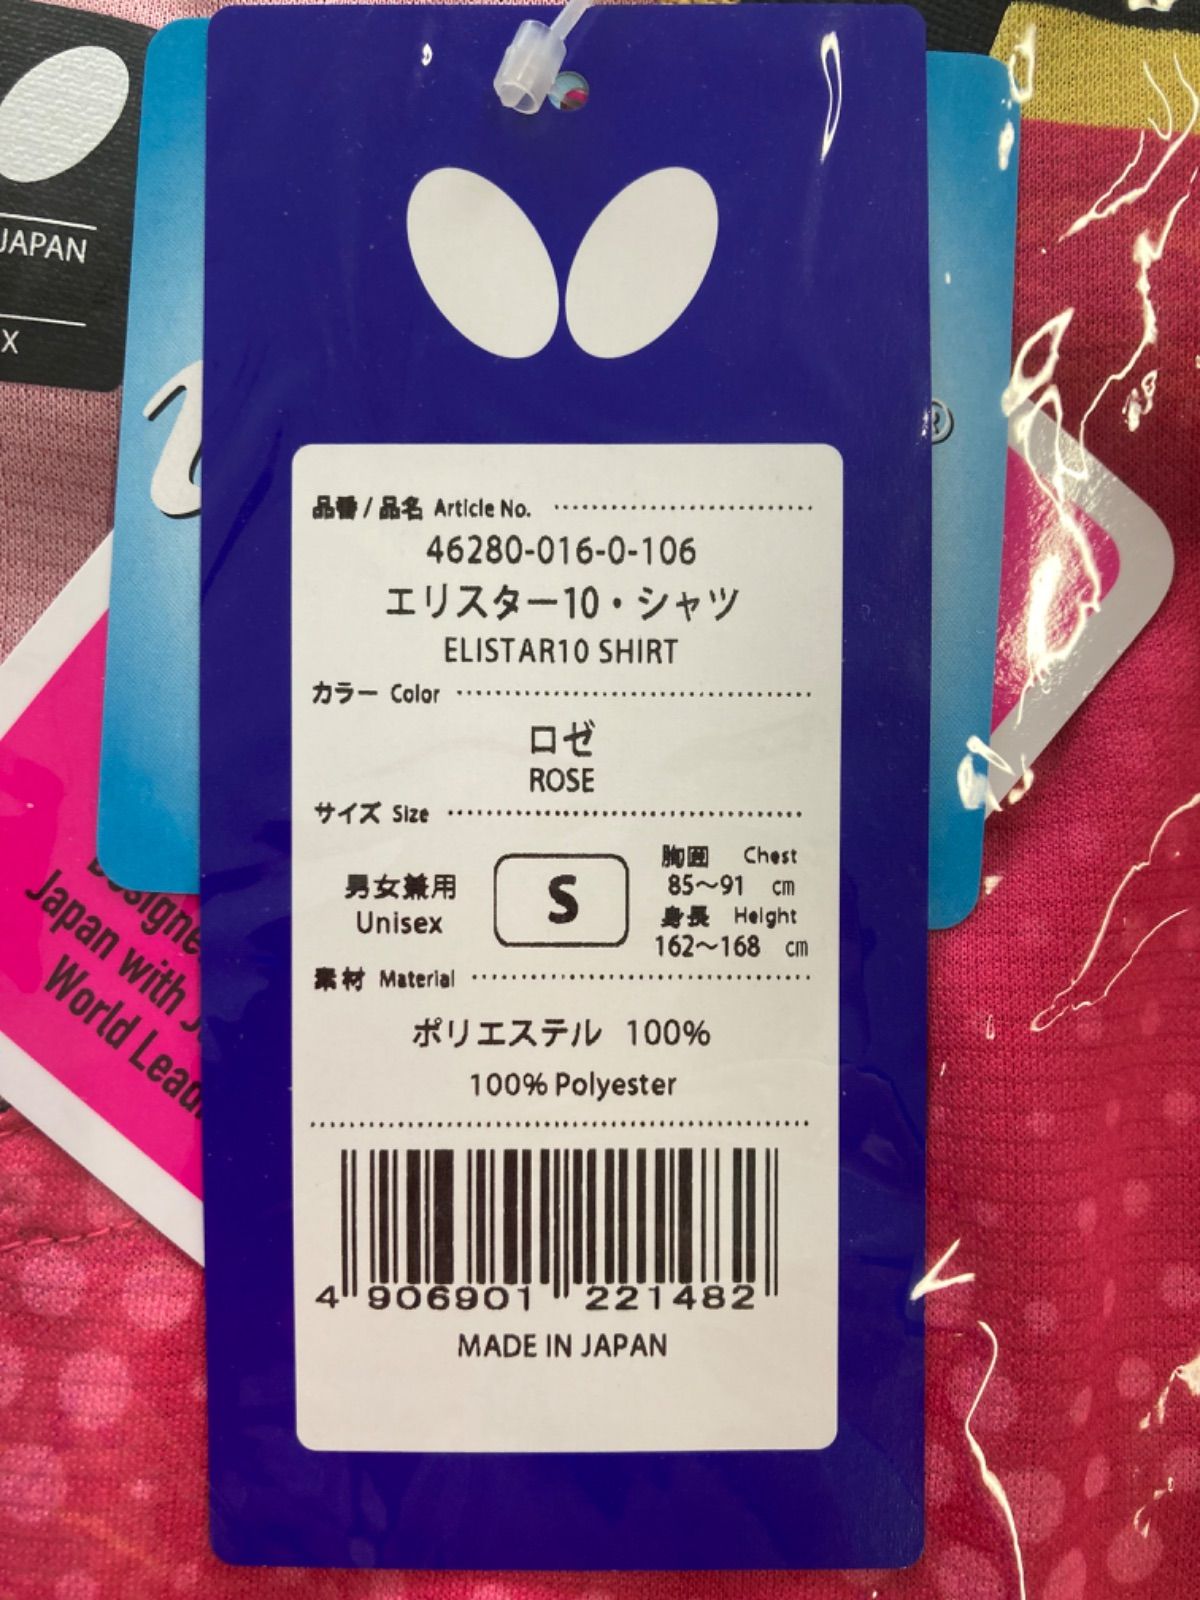 JAPAN
X
®
品番 / 品名 Article No.
46280-016-0-106
エリスター10・シャツ
ELISTAR10 SHIRT
カラー Color
ロゼ
ROSE
サイズ Size
男女兼用
Unisex
S
胸囲 Chest
85～91 cm
身長 Height
162～168 cm
素材 Material
ポリエステル 100%
100% Polyester
4 906901 221482
MADE IN JAPAN
Japan with
World